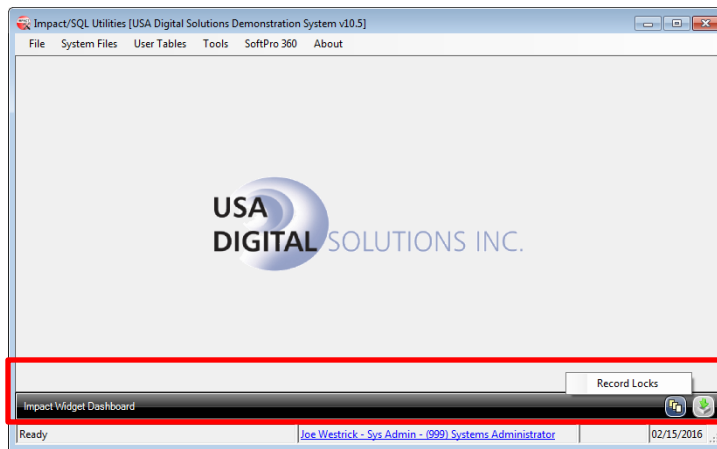 Impact/SQL Utilities [USA Digital Solutions Demonstration System v10.5]
File System Files User Tables Tools SoftPro 360 About
USA
DIGITAL SOLUTIONS INC.
Record Locks
Impact Widget Dashboard
Ready Joe Westrick - Sys Admin - (999) Systems Administrator 02/15/2016